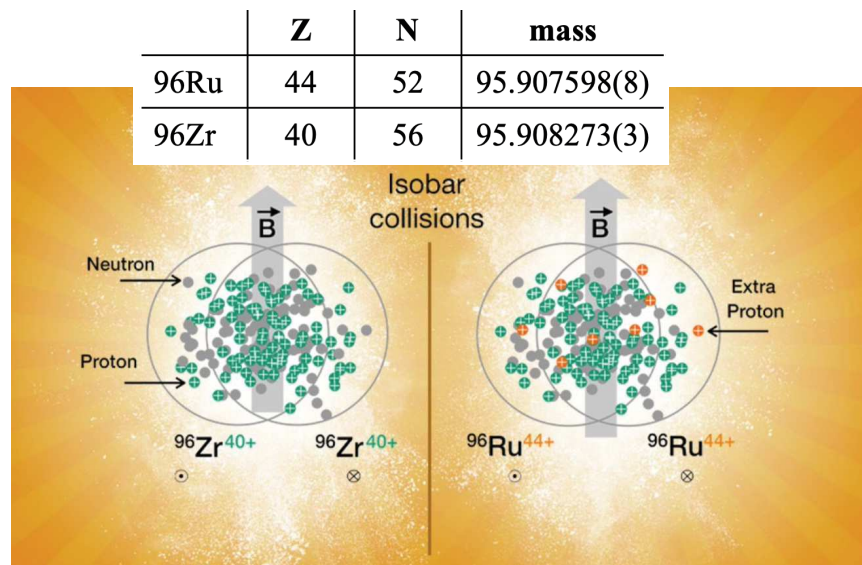 Z N mass
96Ru 44 52 95.907598(8)
96Zr 40 56 95.908273(3)
Isobar
collisions
B
B
Neutron
Extra
Proton
Proton
⁹⁶Zr⁴⁰⁺ ⁹⁶Zr⁴⁰⁺
⁹⁶Ru⁴⁴⁺ ⁹⁶Ru⁴⁴⁺